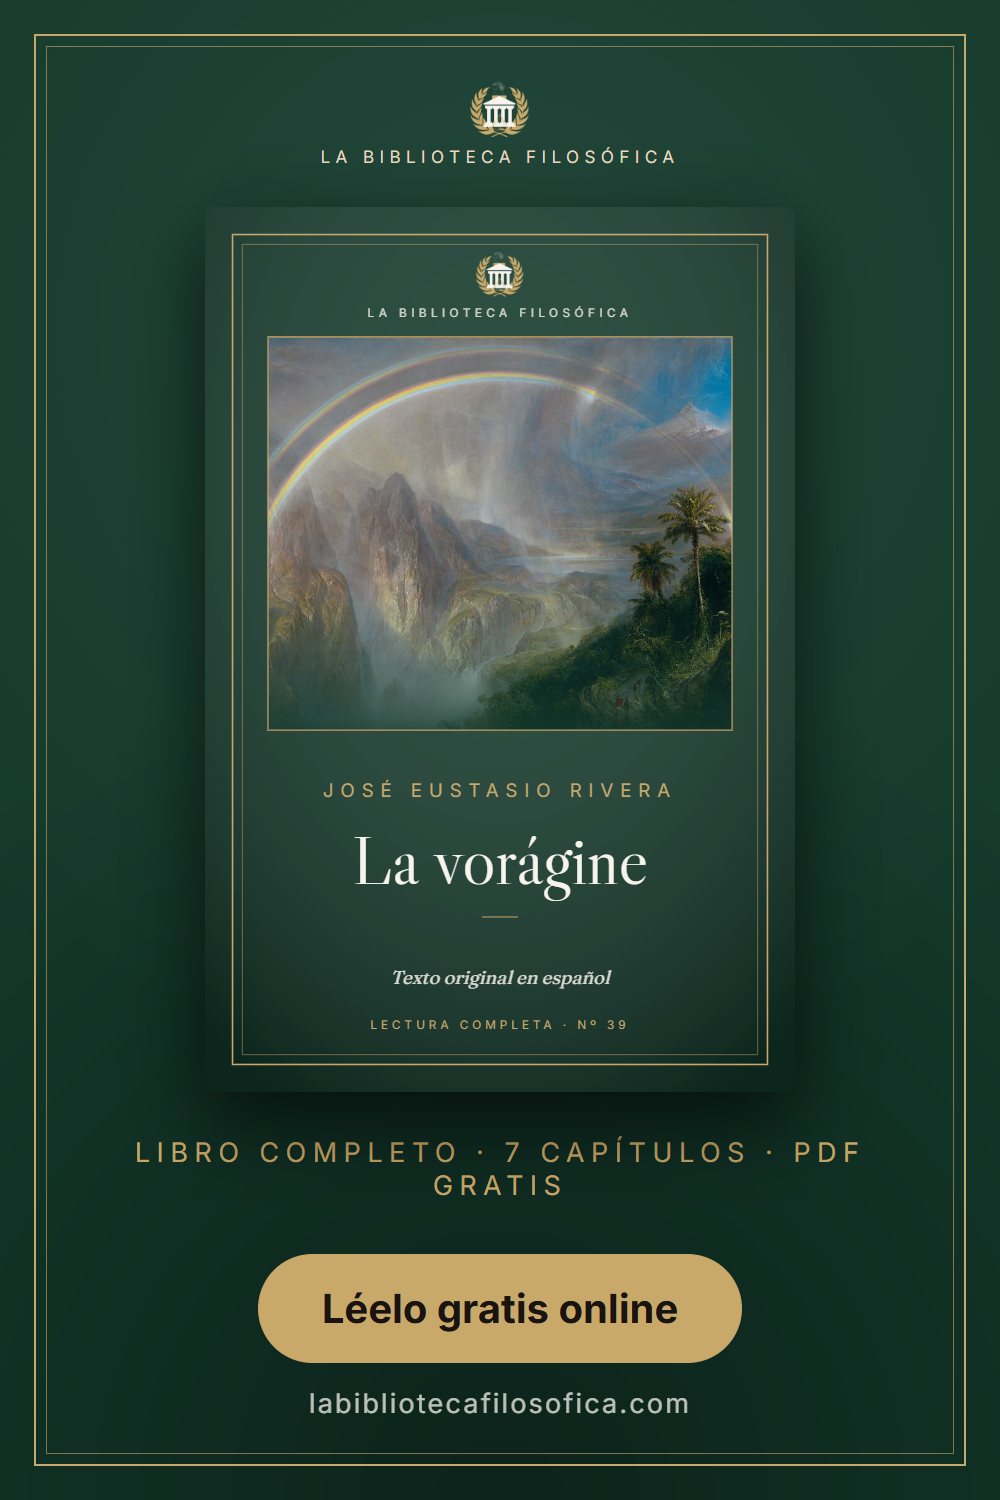 LA BIBLIOTECA FILOSÓFICA
LA BIBLIOTECA FILOSÓFICA
JOSÉ EUSTASIO RIVERA
La vorágine
Texto original en español
LECTURA COMPLETA · Nº 39
LIBRO COMPLETO · 7 CAPÍTULOS · PDF
GRATIS
Léelo gratis online
labibliotecafilosofica.com